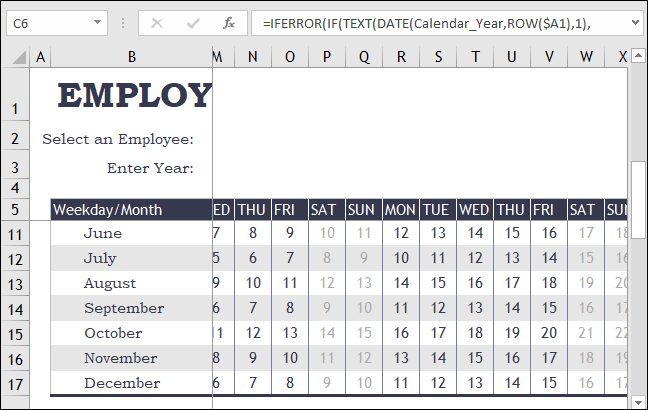 C6 fx =IFERROR(IF(TEXT(DATE(Calendar_Year,ROW($A1),1),
A B M N O P Q R S T U V W X
1 EMPLOY
2 Select an Employee:
3 Enter Year:
4
5 Weekday/Month ED THU FRI SAT SUN MON TUE WED THU FRI SAT SUN
11 June 7 8 9 10 11 12 13 14 15 16 17 18
12 July 5 6 7 8 9 10 11 12 13 14 15 16
13 August 9 10 11 12 13 14 15 16 17 18 19 20
14 September 6 7 8 9 10 11 12 13 14 15 16 17
15 October 11 12 13 14 15 16 17 18 19 20 21 22
16 November 8 9 10 11 12 13 14 15 16 17 18 19
17 December 6 7 8 9 10 11 12 13 14 15 16 17